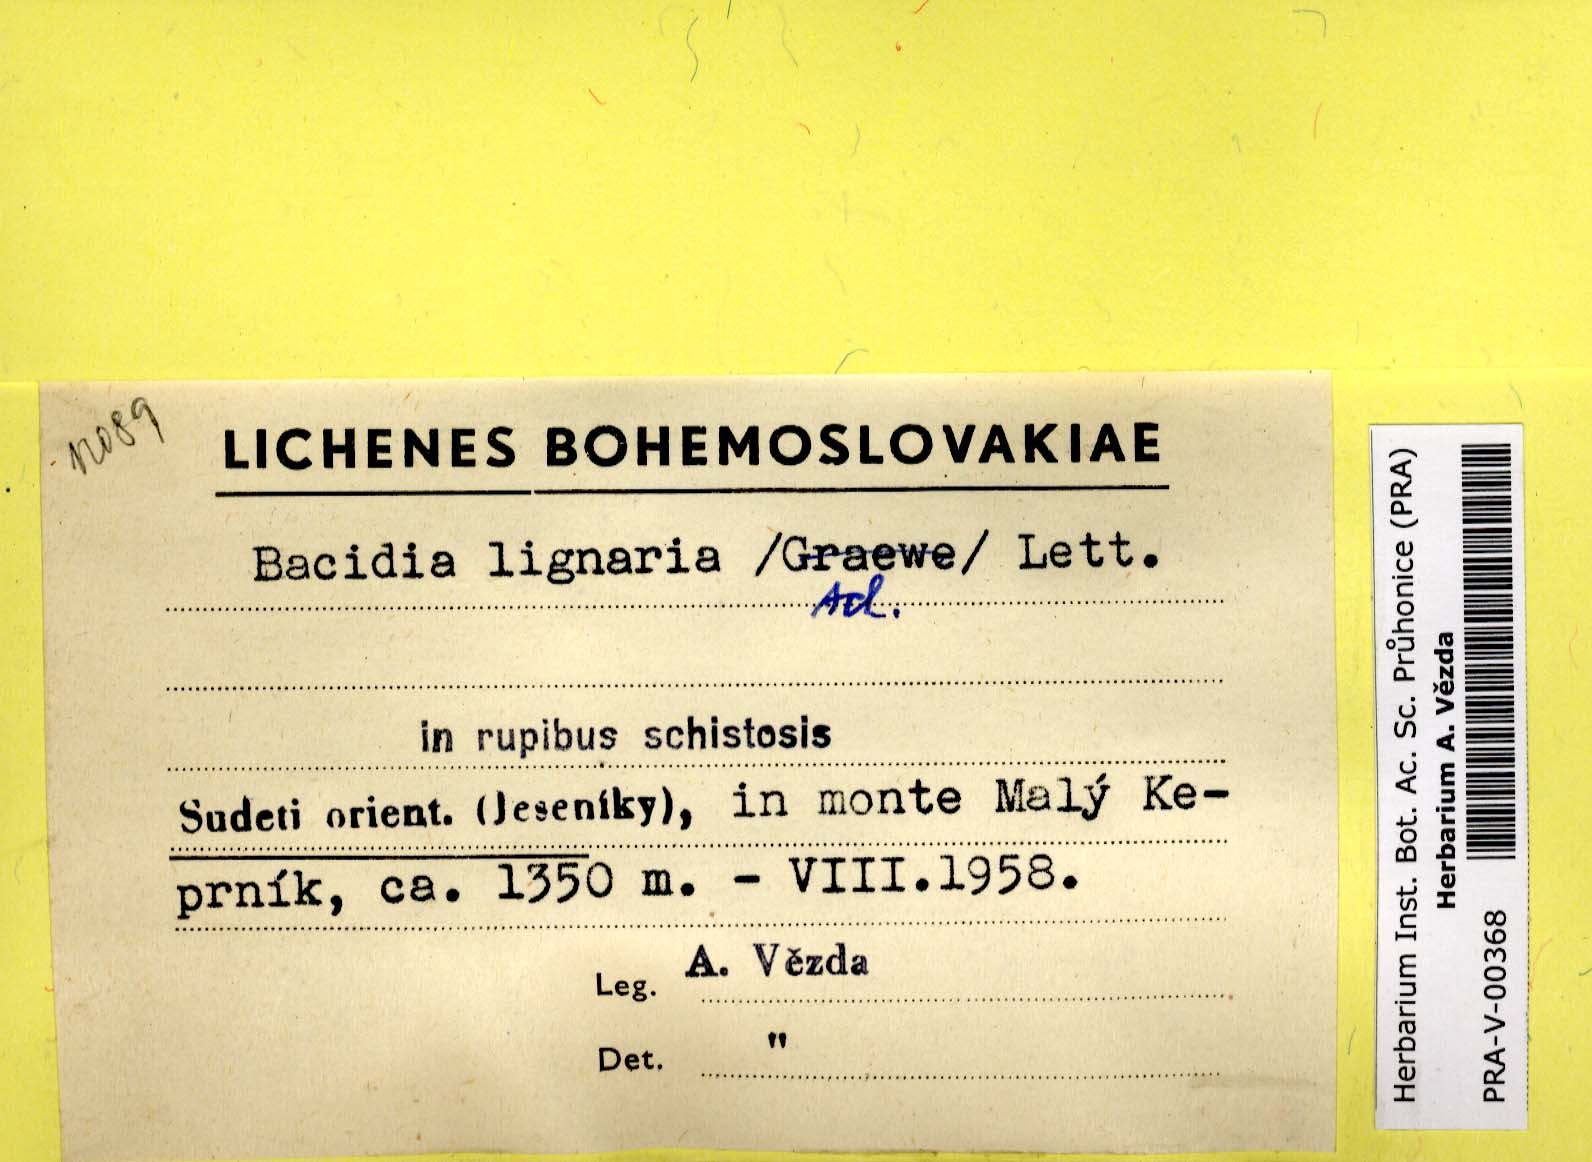 LICHENES BOHEMOSLOVAKIAE
Bacidia lignaria /Graewe/ Lett.
Ach.
in rupibus schistosis
Sudeti orient. (Jeseníky), in monte Malý Ke-
prník, ca. 1350 m. - VIII.1958.
Leg. A. Vězda
Det. "
Herbarium Inst. Bot. Ac. Sc. Průhonice (PRA)
Herbarium A. Vězda
PRA-V-00368